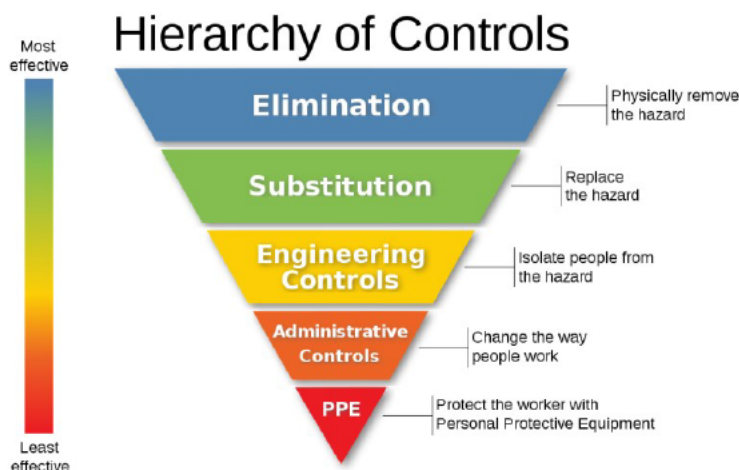 Hierarchy of Controls
Most
effective
Elimination
Physically remove
the hazard
Substitution
Replace
the hazard
Engineering
Controls
Isolate people from
the hazard
Administrative
Controls
Change the way
people work
PPE
Protect the worker with
Personal Protective Equipment
Least
effective